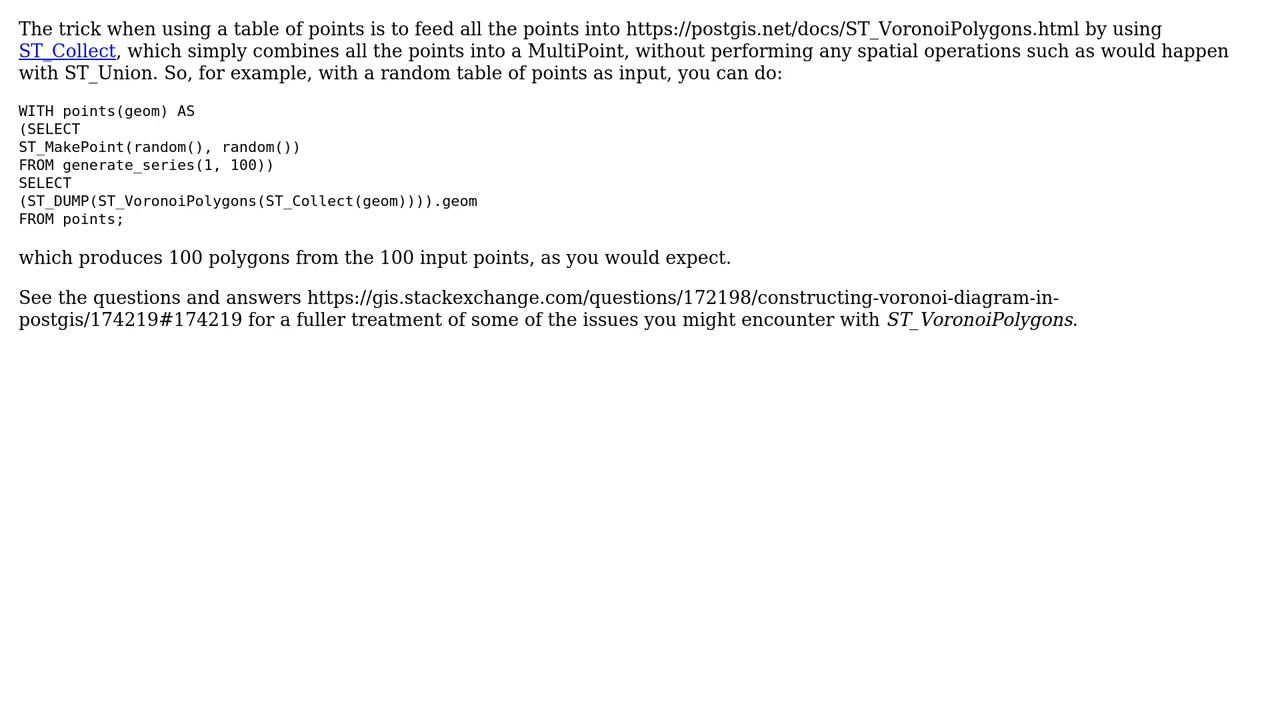 The trick when using a table of points is to feed all the points into https://postgis.net/docs/ST_VoronoiPolygons.html by using
ST_Collect, which simply combines all the points into a MultiPoint, without performing any spatial operations such as would happen
with ST_Union. So, for example, with a random table of points as input, you can do:
WITH points(geom) AS
(SELECT
ST_MakePoint(random(), random())
FROM generate_series(1, 100))
SELECT
(ST_DUMP(ST_VoronoiPolygons(ST_Collect(geom)))).geom
FROM points;
which produces 100 polygons from the 100 input points, as you would expect.
See the questions and answers https://gis.stackexchange.com/questions/172198/constructing-voronoi-diagram-in-
postgis/174219#174219 for a fuller treatment of some of the issues you might encounter with ST_VoronoiPolygons.